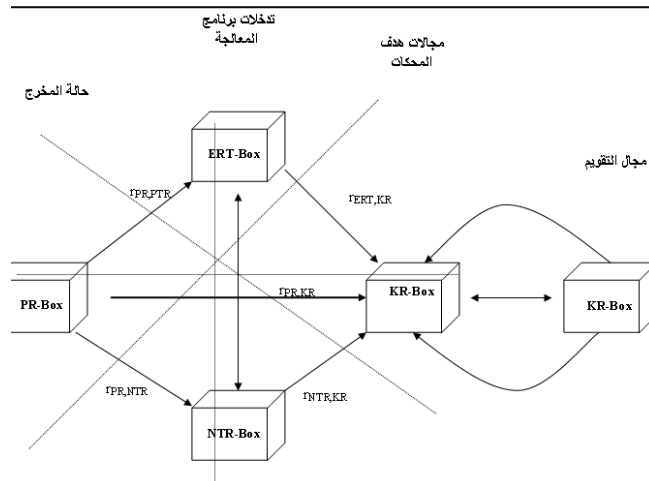 تدخلات برنامج
المعالجة
مجالات هدف
المحكات
حالة المخرج
مجال التقويم
ERT-Box
rPR,PTR
rERT,KR
PR-Box
rPR,KR
KR-Box
KR-Box
rPR,NTR
rNTR,KR
NTR-Box